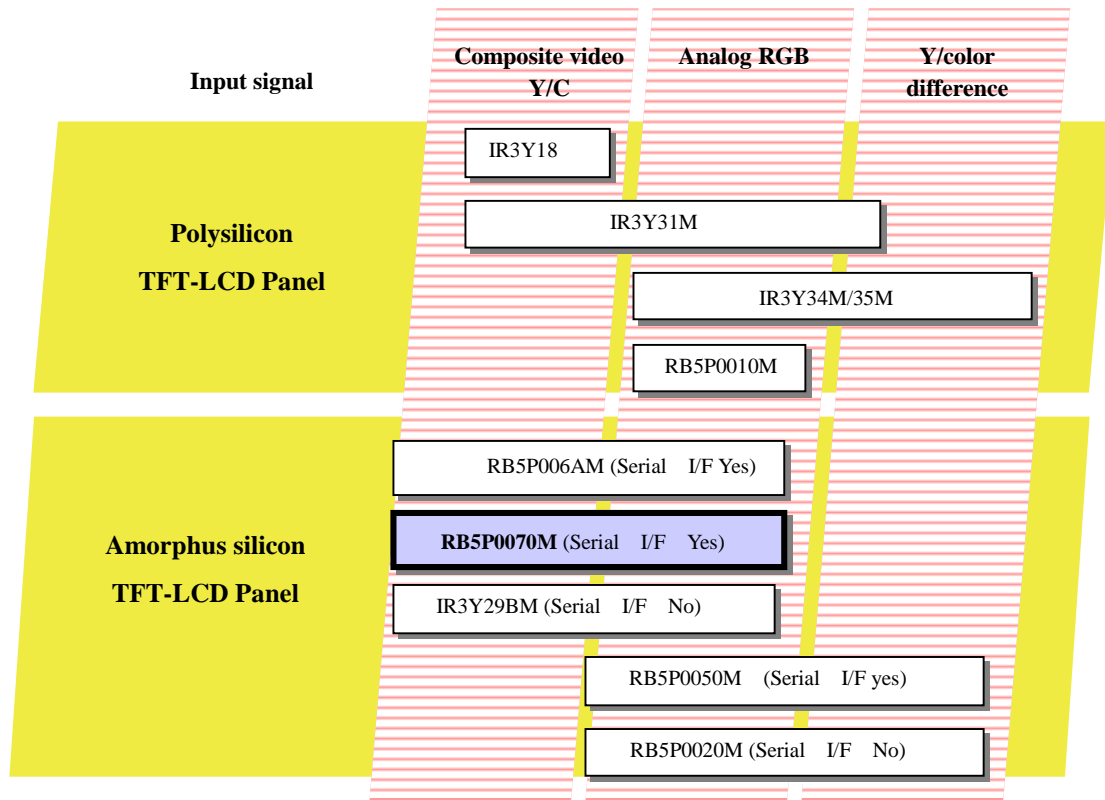 Input signal
Composite video
Y/C
Analog RGB
Y/color
difference
Polysilicon
TFT-LCD Panel
IR3Y18
IR3Y31M
IR3Y34M/35M
RB5P0010M
Amorphus silicon
TFT-LCD Panel
RB5P006AM (Serial I/F Yes)
RB5P0070M (Serial I/F Yes)
IR3Y29BM (Serial I/F No)
RB5P0050M (Serial I/F yes)
RB5P0020M (Serial I/F No)